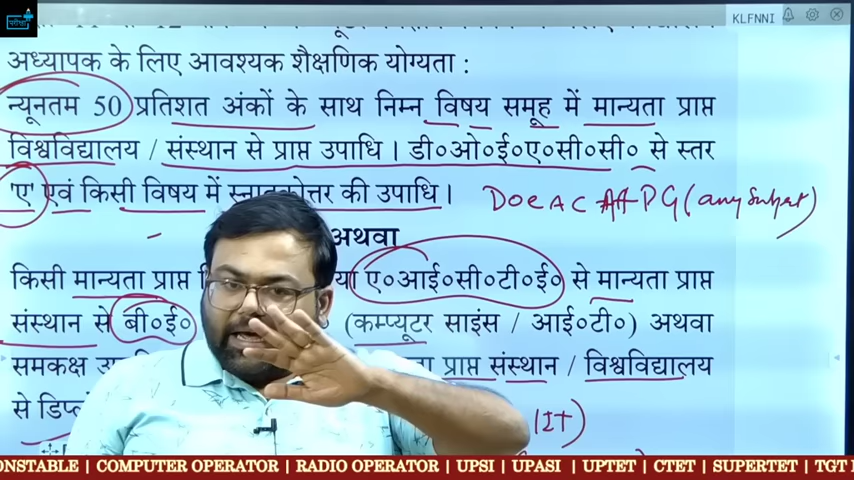 परीक्षा
KLFNNI
अध्यापक के लिए आवश्यक शैक्षणिक योग्यता :
न्यूनतम 50 प्रतिशत अंकों के साथ निम्न विषय समूह में मान्यता प्राप्त
विश्वविद्यालय / संस्थान से प्राप्त उपाधि । डी०ओ०ई०ए०सी०सी० से स्तर
'ए' एवं किसी विषय में स्नातकोत्तर की उपाधि । DOEAC A PG (any Subject)
अथवा
किसी मान्यता प्राप्त या ए०आई०सी०टी०ई० से मान्यता प्राप्त
संस्थान से बी०ई० (कम्प्यूटर साइंस / आई०टी०) अथवा
समकक्ष प्राप्त संस्थान / विश्वविद्यालय
से
(IT)
ONSTABLE | COMPUTER OPERATOR | RADIO OPERATOR | UPSI | UPASI | UPTET | CTET | SUPERTET | TGT